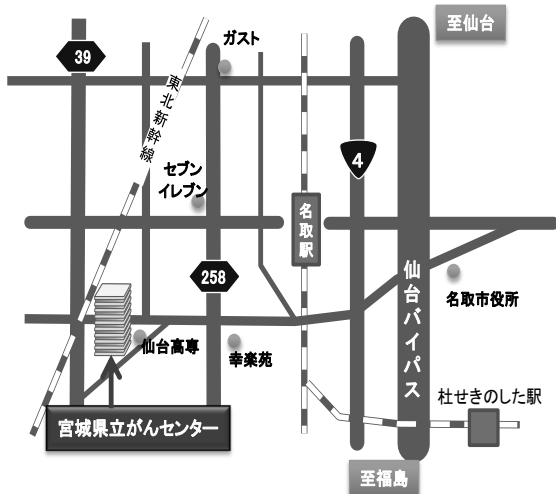 至仙台
ガスト
39
東北新幹線
4
セブン
イレブン
名取駅
258
仙台バイパス
名取市役所
仙台高専
幸楽苑
杜せきのした駅
宮城県立がんセンター
至福島